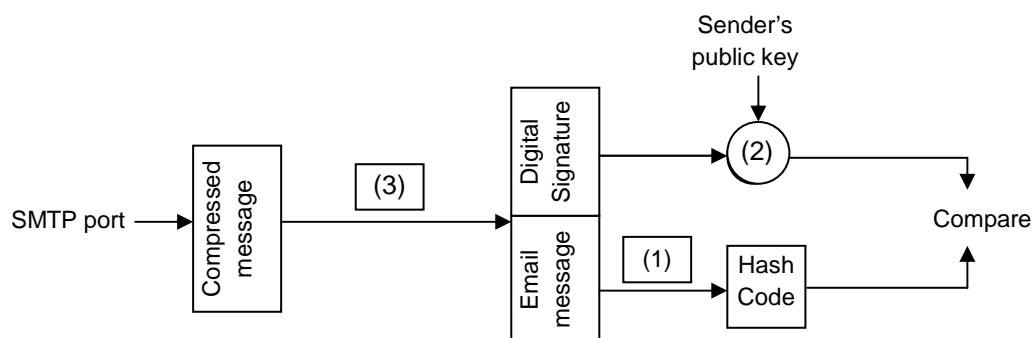 Sender’s
public key
SMTP port
Compressed
message
(3)
Digital
Signature
(2)
Email
message
(1)
Hash
Code
Compare